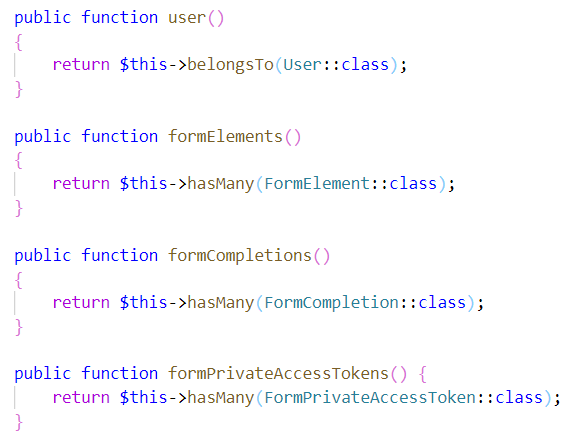 public function user()
{
    return $this->belongsTo(User::class);
}

public function formElements()
{
    return $this->hasMany(FormElement::class);
}

public function formCompletions()
{
    return $this->hasMany(FormCompletion::class);
}

public function formPrivateAccessTokens() {
    return $this->hasMany(FormPrivateAccessToken::class);
}